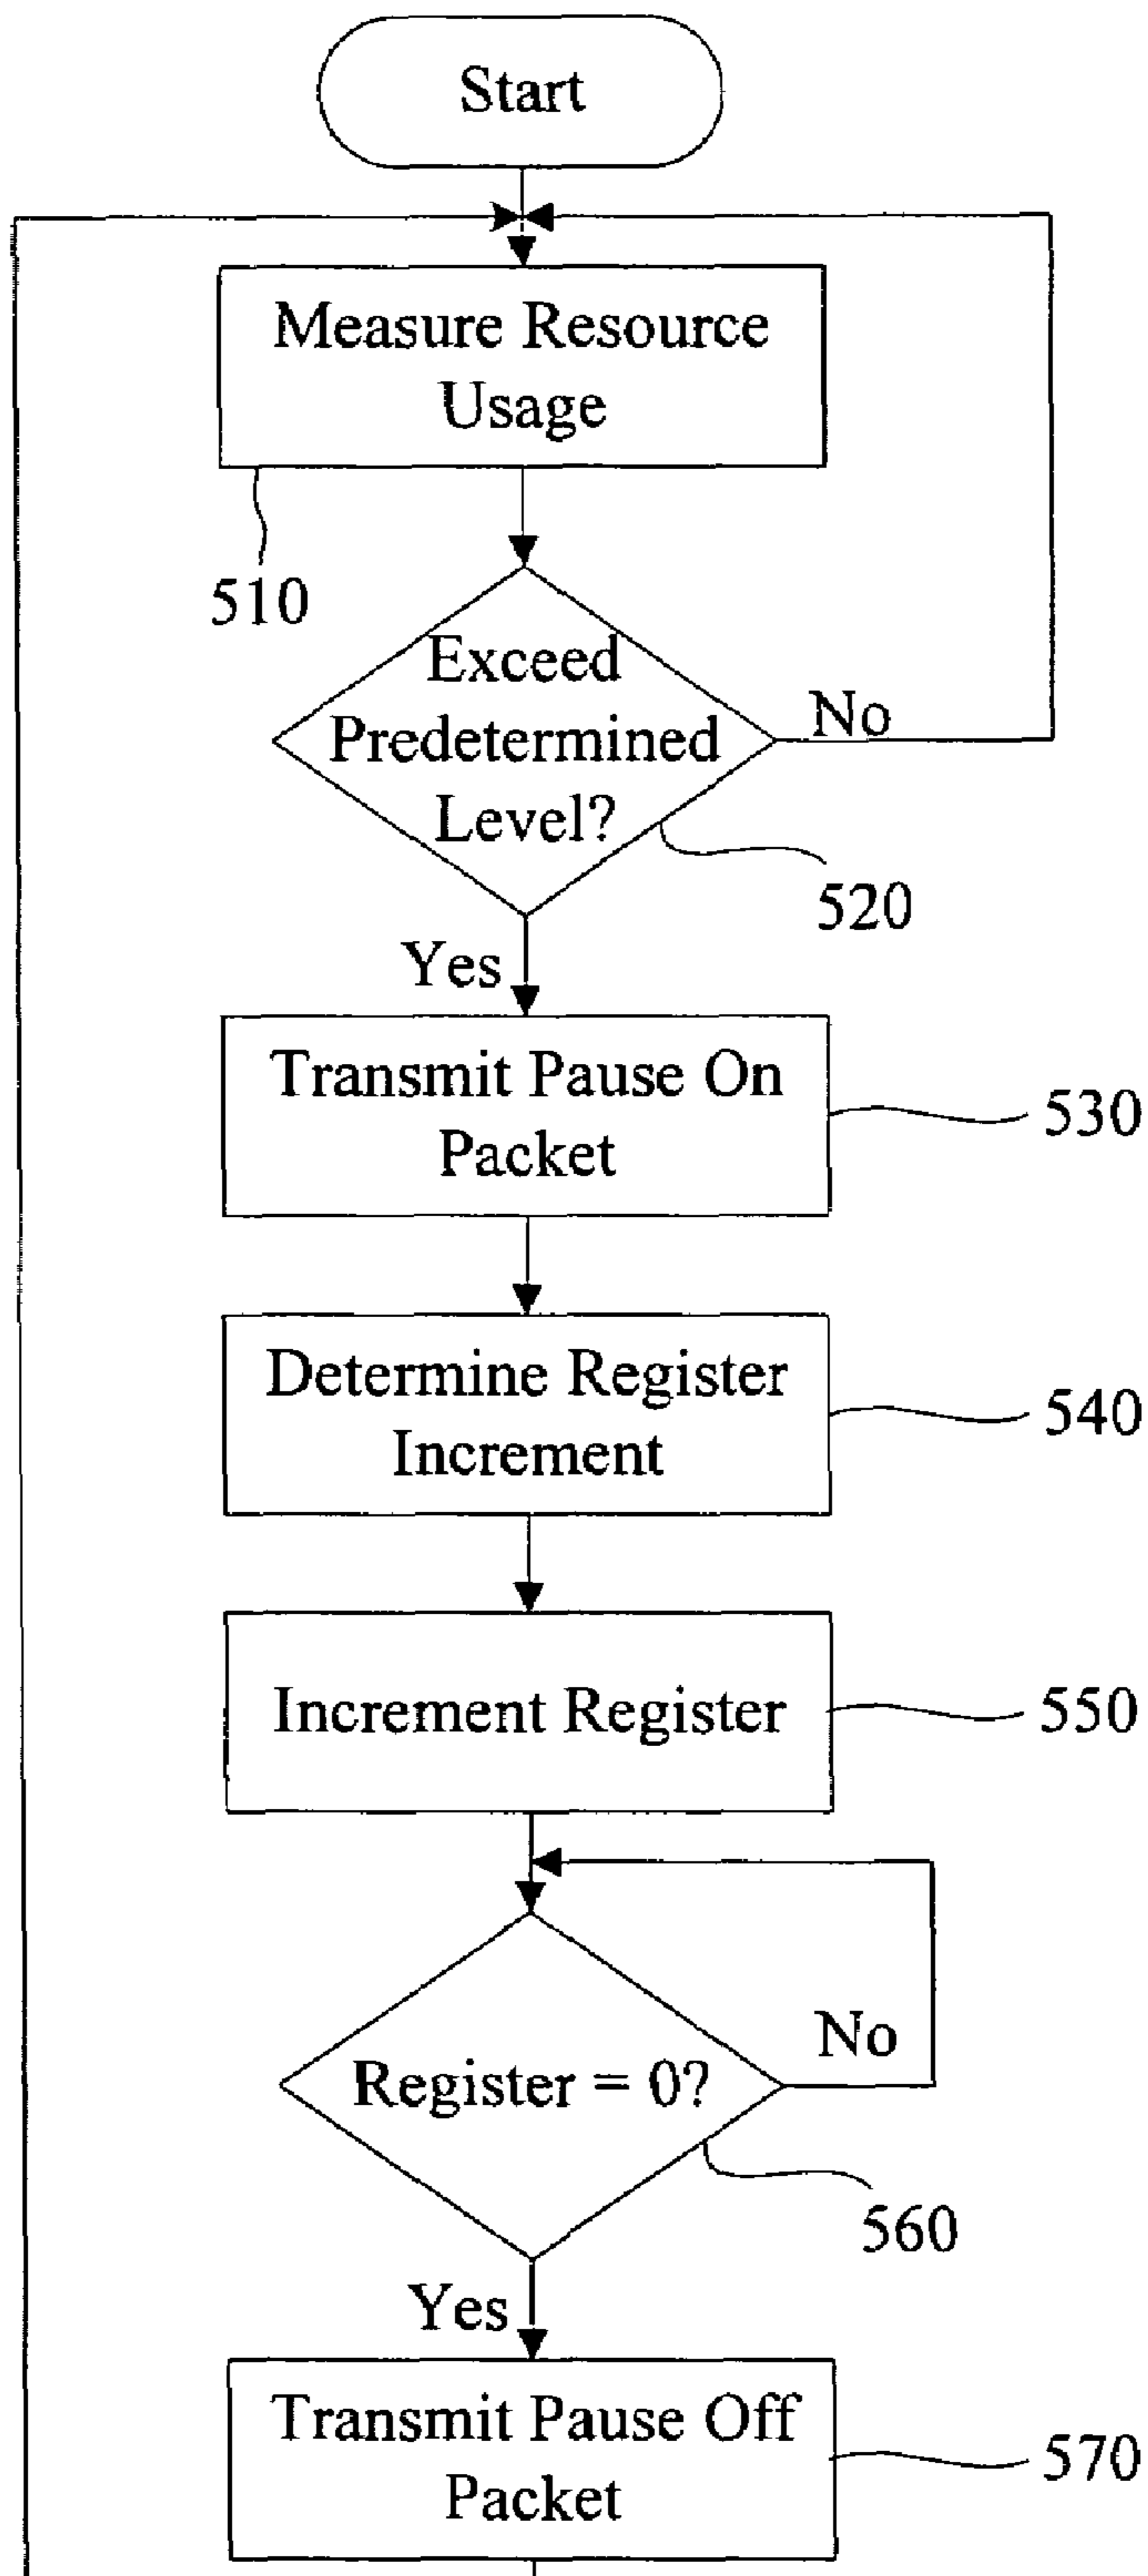 Start
Measure Resource
Usage
510
Exceed
Predetermined
Level?
No
520
Yes
Transmit Pause On
Packet
530
Determine Register
Increment
540
Increment Register
550
Register = 0?
No
560
Yes
Transmit Pause Off
Packet
570